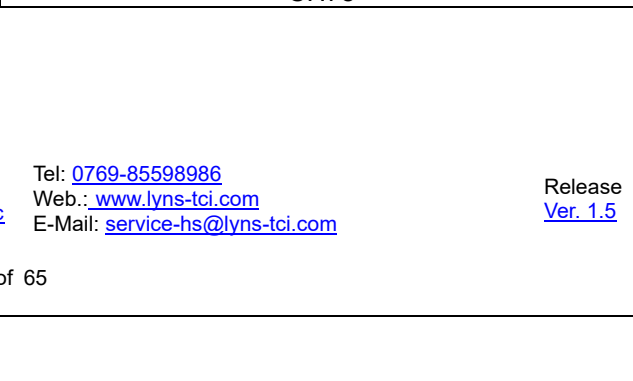 Tel: 0769-85598986
Web.: www.lyns-tci.com
E-Mail: service-hs@lyns-tci.com
Release
Ver. 1.5
of 65